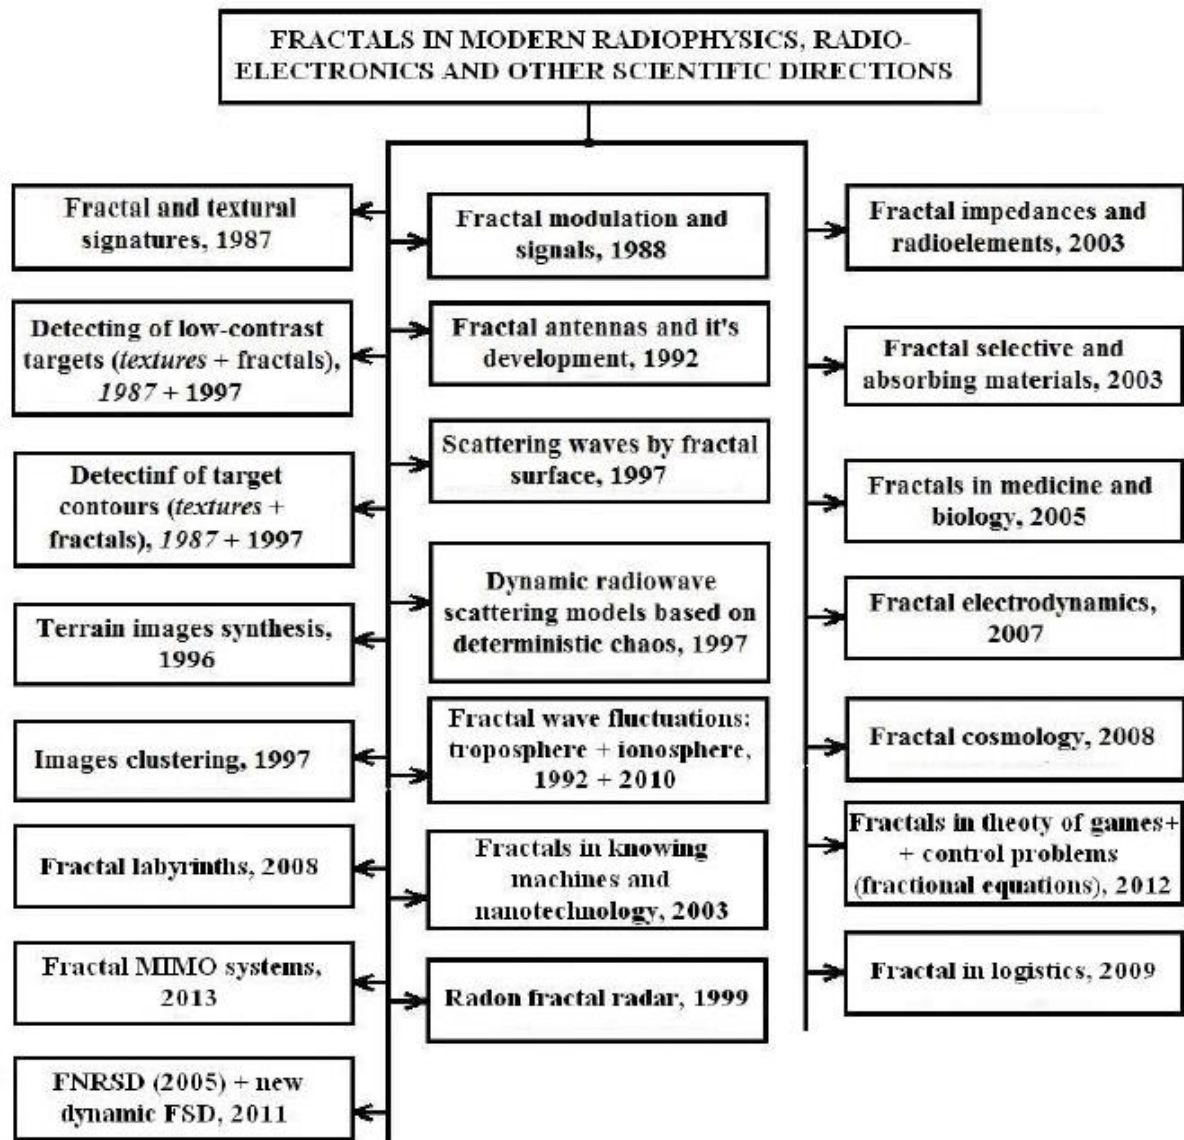 FRACTALS IN MODERN RADIOPHYSICS, RADIO-
ELECTRONICS AND OTHER SCIENTIFIC DIRECTIONS
Fractal and textural
signatures, 1987
Detecting of low-contrast
targets (textures + fractals),
1987 + 1997
Detectinf of target
contours (textures +
fractals), 1987 + 1997
Terrain images synthesis,
1996
Images clustering, 1997
Fractal labyrinths, 2008
Fractal MIMO systems,
2013
FNRSD (2005) + new
dynamic FSD, 2011
Fractal modulation and
signals, 1988
Fractal antennas and it's
development, 1992
Scattering waves by fractal
surface, 1997
Dynamic radiowave
scattering models based on
deterministic chaos, 1997
Fractal wave fluctuations:
troposphere + ionosphere,
1992 + 2010
Fractals in knowing
machines and
nanotechnology, 2003
Radon fractal radar, 1999
Fractal impedances and
radioelements, 2003
Fractal selective and
absorbing materials, 2003
Fractals in medicine and
biology, 2005
Fractal electrodynamics,
2007
Fractal cosmology, 2008
Fractals in theoty of games+
+ control problems
(fractional equations), 2012
Fractal in logistics, 2009